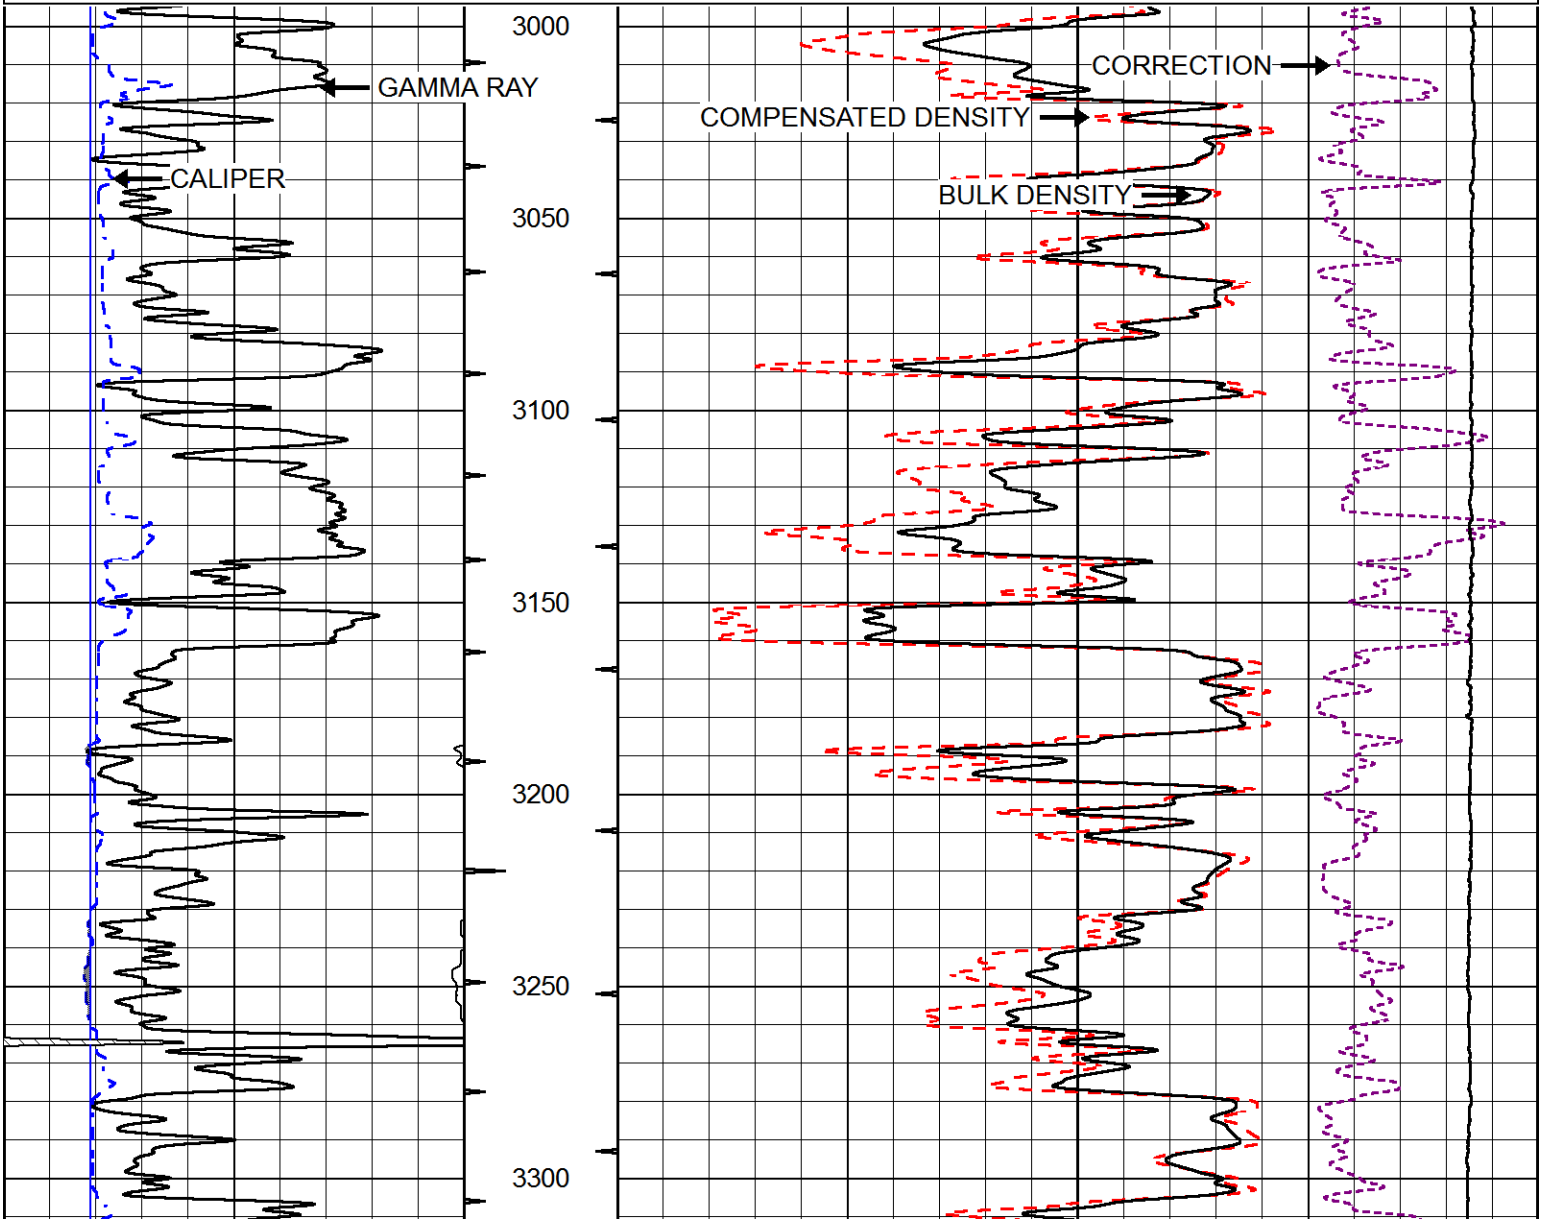 3000
CORRECTION
GAMMA RAY
COMPENSATED DENSITY
CALIPER
BULK DENSITY
3050
3100
3150
3200
3250
3300